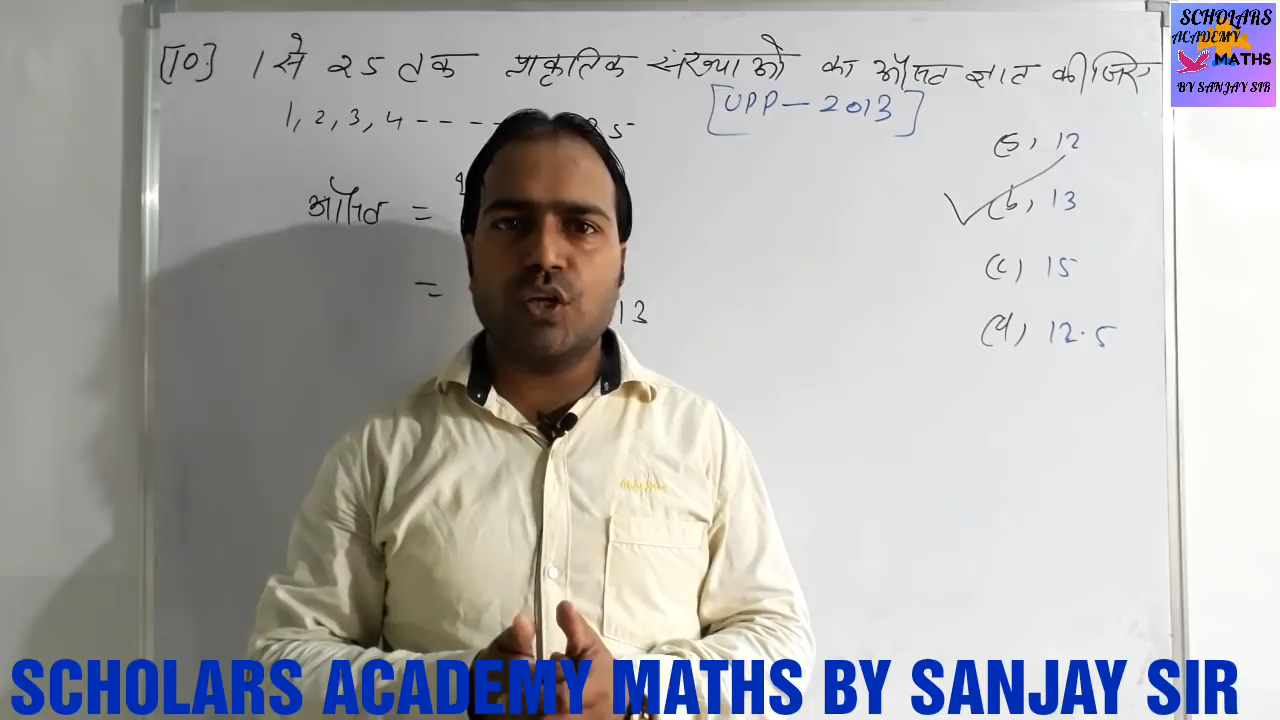 [10.] 1 से 25 तक प्राकृतिक संख्याओ का औसत ज्ञात कीजिए
[UPP - 2013]
1, 2, 3, 4 - - - - 25
औसत =
=
13
(a) 12
(b) 13
(c) 15
(d) 12.5
SCHOLARS
ACADEMY
MATHS
BY SANJAY SIR
SCHOLARS ACADEMY MATHS BY SANJAY SIR